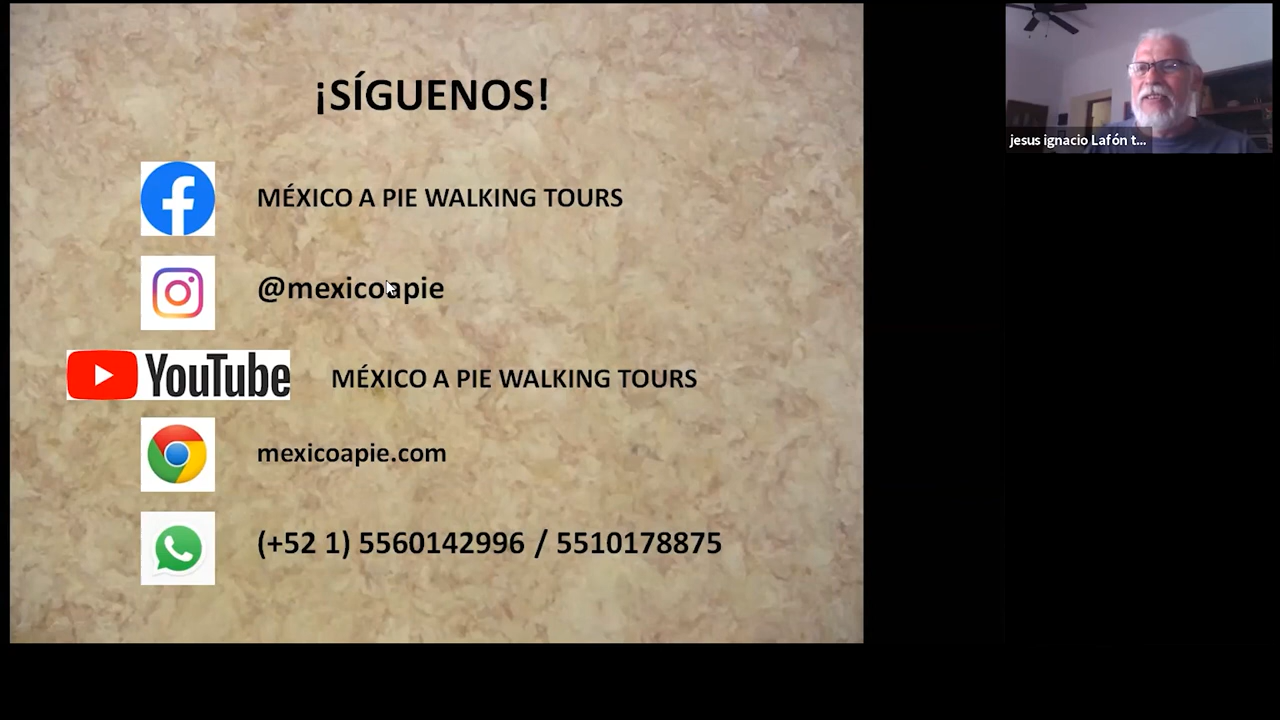 ¡SÍGUENOS!
MÉXICO A PIE WALKING TOURS
@mexicoapie
YouTube
MÉXICO A PIE WALKING TOURS
mexicoapie.com
(+52 1) 5560142996 / 5510178875
jesus ignacio Lafón t...